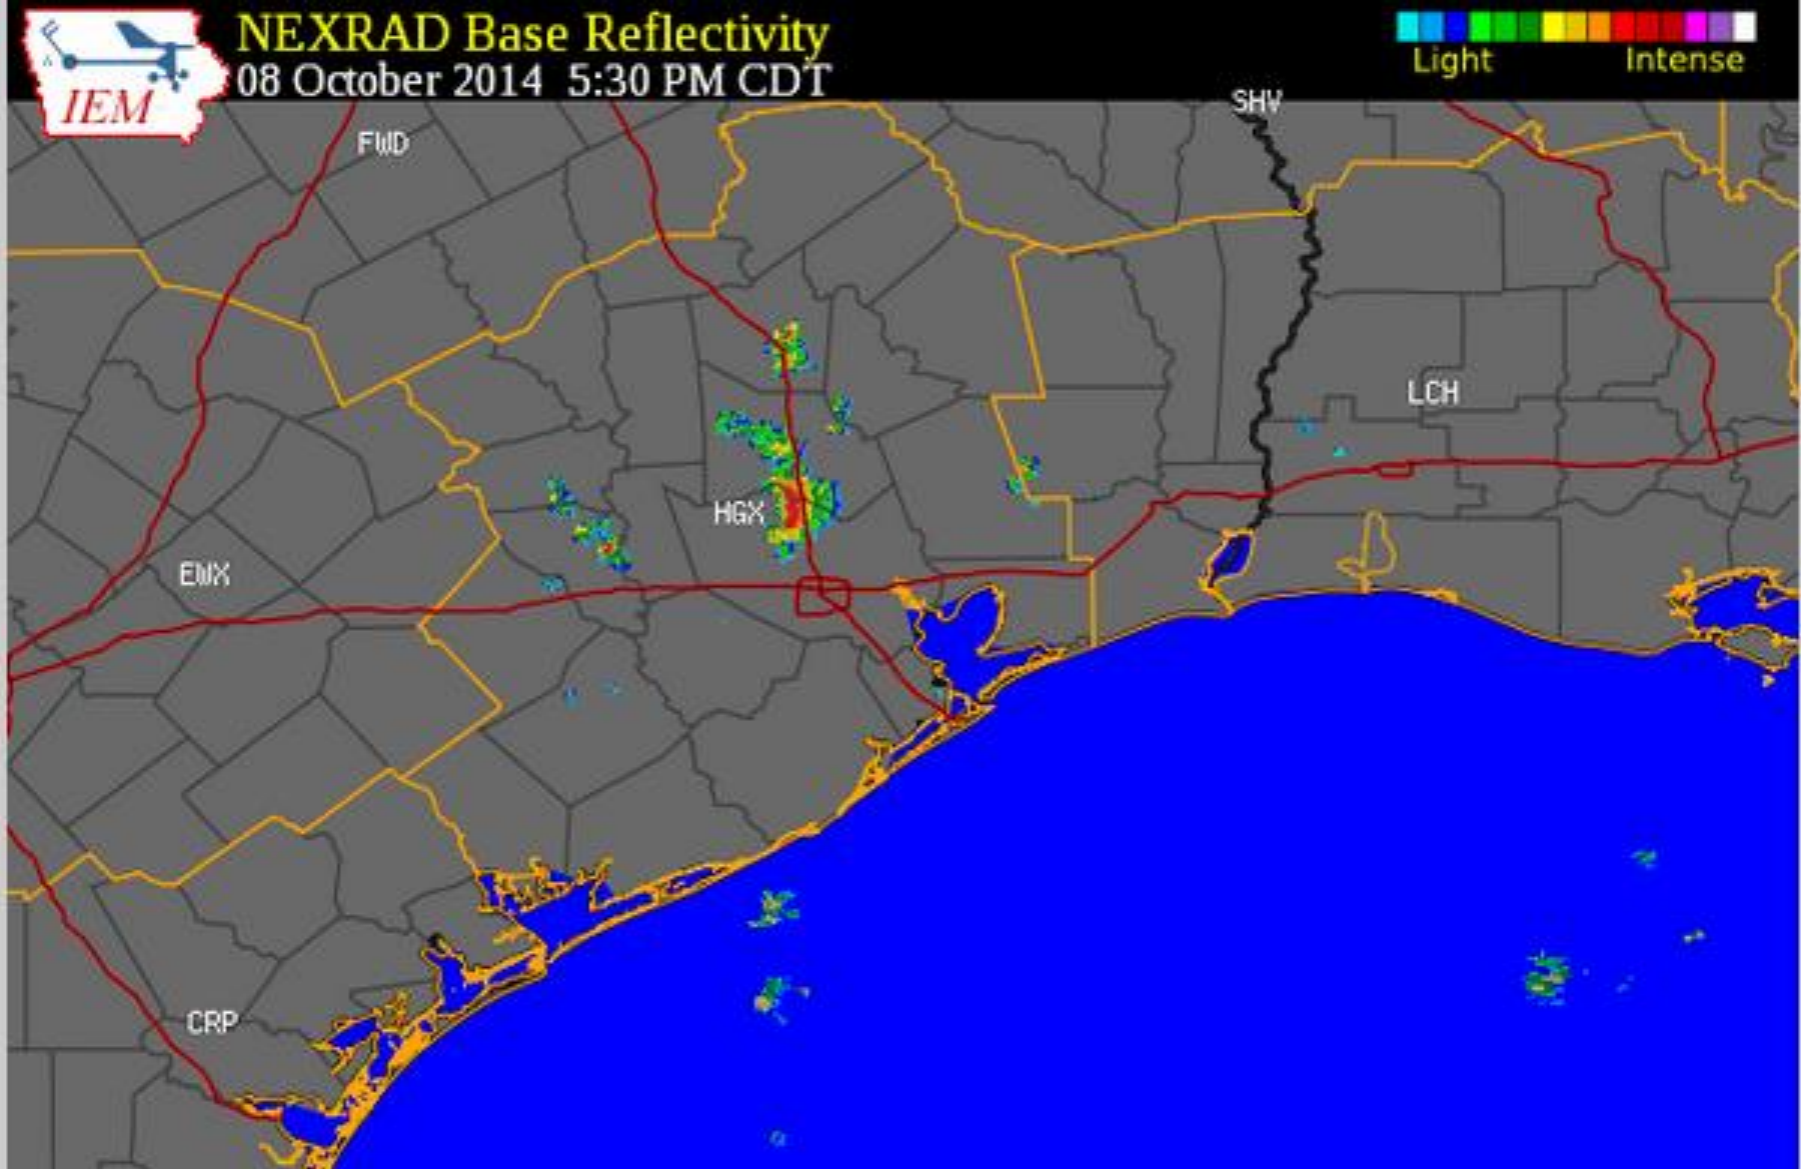 NEXRAD Base Reflectivity
08 October 2014 5:30 PM CDT
IEM
Light Intense
SHV
FWD
LCH
HGX
EWX
CRP